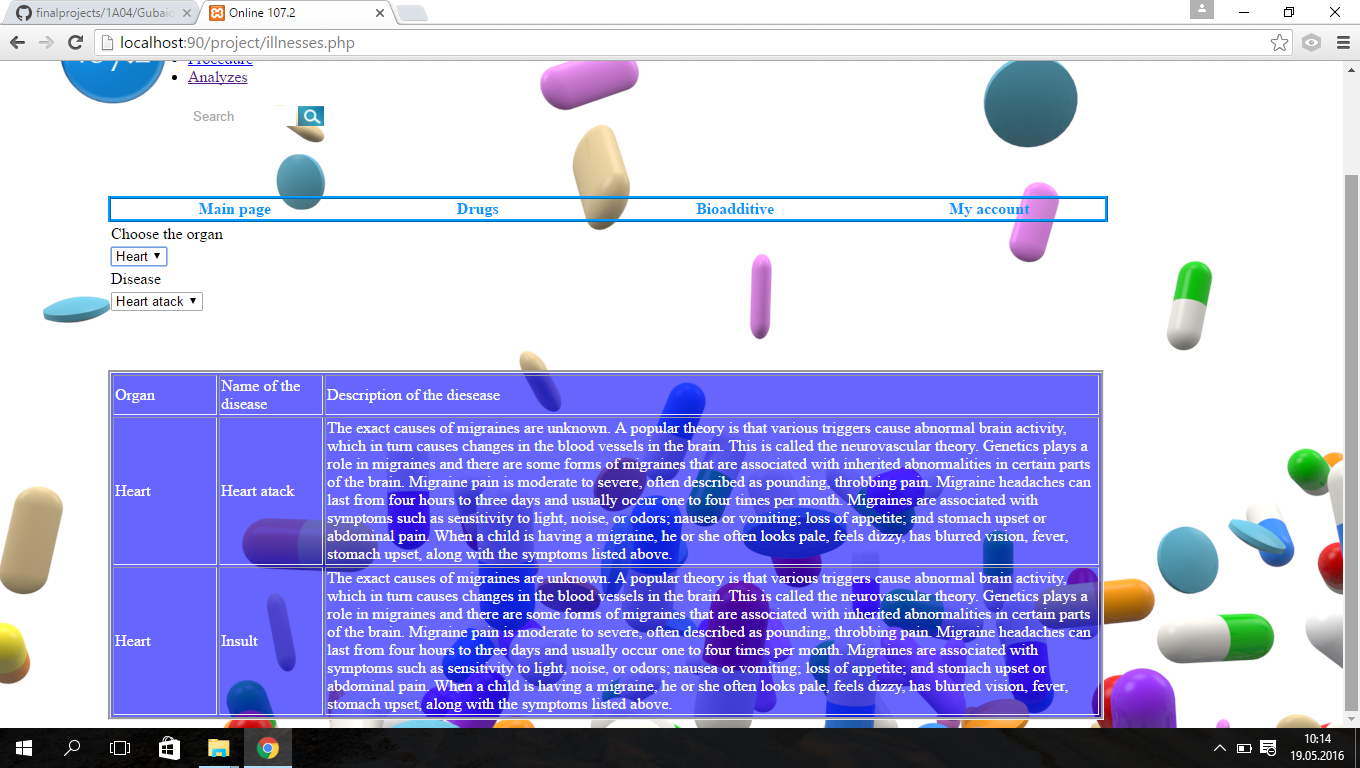 finalprojects/1A04/Gubaid
Online 107.2
localhost:90/project/illnesses.php
107.2
Procedure
Analyzes
Search
Main page Drugs Bioadditive My account
Choose the organ
Heart
Disease
Heart atack
Organ
Name of the
disease
Description of the diesease
Heart
Heart atack
The exact causes of migraines are unknown. A popular theory is that various triggers cause abnormal brain activity,
which in turn causes changes in the blood vessels in the brain. This is called the neurovascular theory. Genetics plays a
role in migraines and there are some forms of migraines that are associated with inherited abnormalities in certain parts
of the brain. Migraine pain is moderate to severe, often described as pounding, throbbing pain. Migraine headaches can
last from four hours to three days and usually occur one to four times per month. Migraines are associated with
symptoms such as sensitivity to light, noise, or odors; nausea or vomiting; loss of appetite; and stomach upset or
abdominal pain. When a child is having a migraine, he or she often looks pale, feels dizzy, has blurred vision, fever,
stomach upset, along with the symptoms listed above.
Heart
Insult
The exact causes of migraines are unknown. A popular theory is that various triggers cause abnormal brain activity,
which in turn causes changes in the blood vessels in the brain. This is called the neurovascular theory. Genetics plays a
role in migraines and there are some forms of migraines that are associated with inherited abnormalities in certain parts
of the brain. Migraine pain is moderate to severe, often described as pounding, throbbing pain. Migraine headaches can
last from four hours to three days and usually occur one to four times per month. Migraines are associated with
symptoms such as sensitivity to light, noise, or odors; nausea or vomiting; loss of appetite; and stomach upset or
abdominal pain. When a child is having a migraine, he or she often looks pale, feels dizzy, has blurred vision, fever,
stomach upset, along with the symptoms listed above.
10:14
19.05.2016